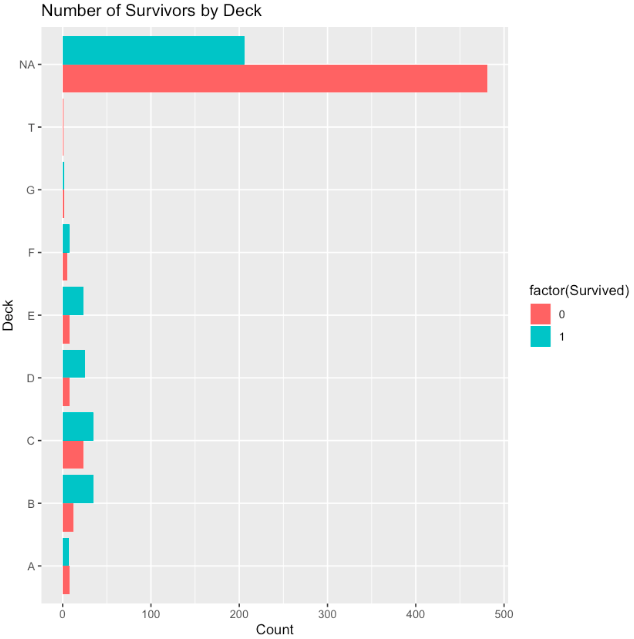 Number of Survivors by Deck
NA
T
G
F
E
D
C
B
A
Deck
0 100 200 300 400 500
Count
factor(Survived)
0
1